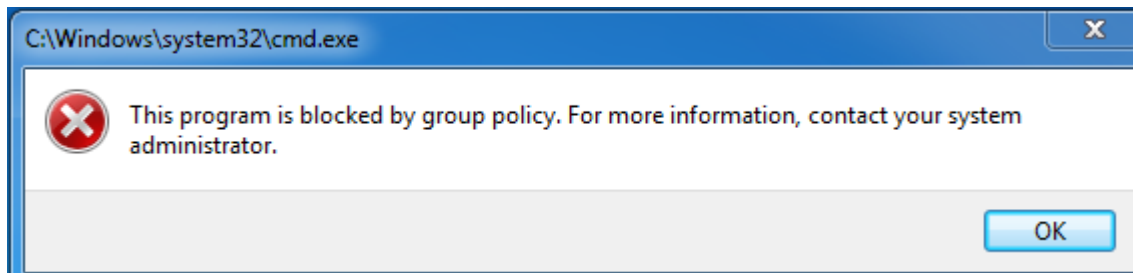 C:\Windows\system32\cmd.exe
This program is blocked by group policy. For more information, contact your system
administrator.
OK